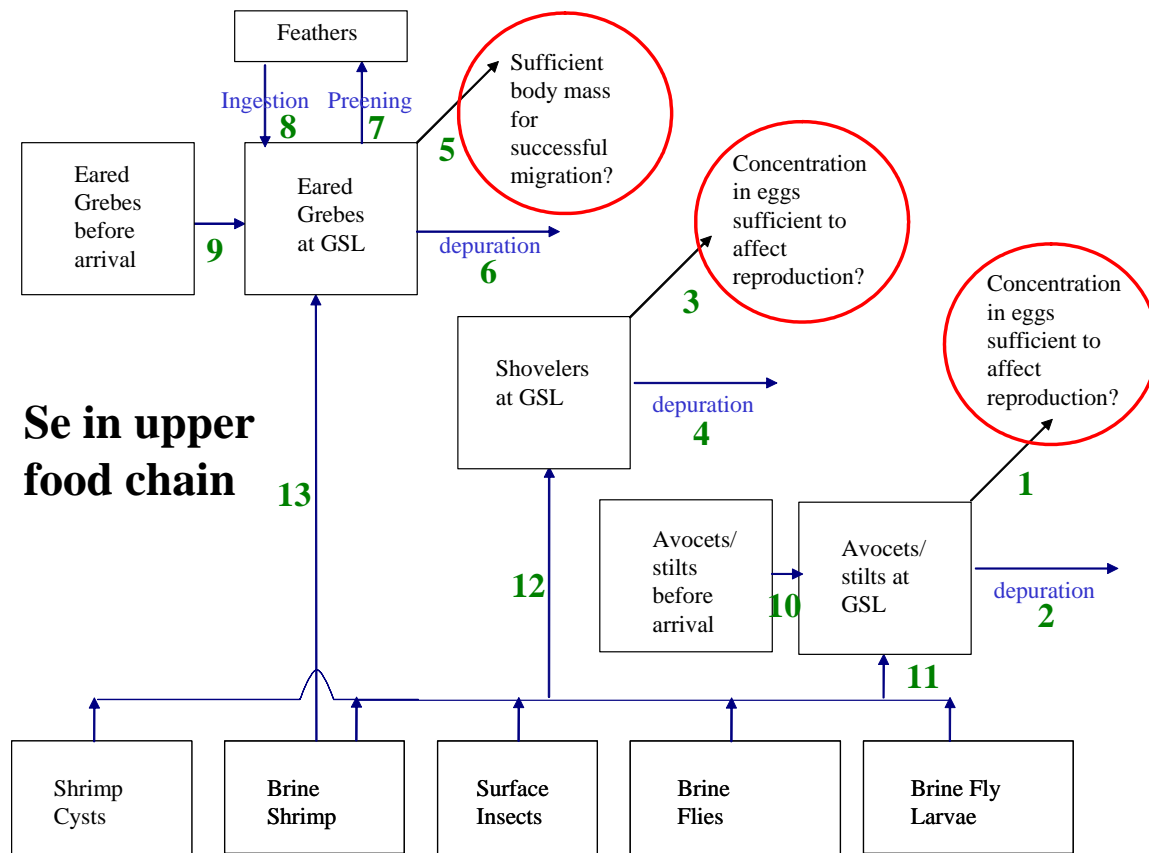 Feathers
Ingestion
Preening
8
7
5
Sufficient
body mass
for
successful
migration?
Eared
Grebes
before
arrival
9
Eared
Grebes
at GSL
depuration
6
Concentration
in eggs
sufficient to
affect
reproduction?
3
Shovelers
at GSL
depuration
4
Concentration
in eggs
sufficient to
affect
reproduction?
1
Se in upper
food chain
13
12
Avocets/
stilts
before
arrival
10
Avocets/
stilts at
GSL
depuration
2
11
Shrimp
Cysts
Brine
Shrimp
Surface
Insects
Brine
Flies
Brine Fly
Larvae